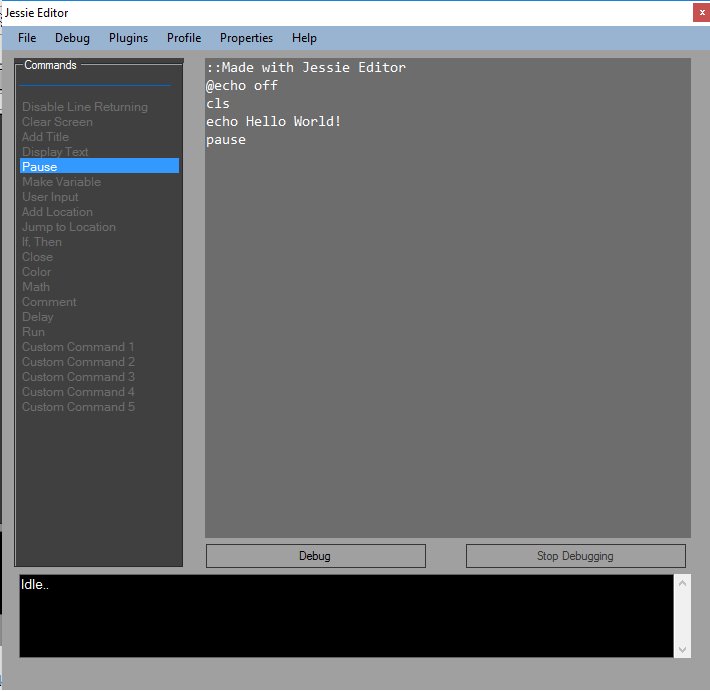 Jessie Editor
x
File Debug Plugins Profile Properties Help
Commands
Disable Line Returning
Clear Screen
Add Title
Display Text
Pause
Make Variable
User Input
Add Location
Jump to Location
If, Then
Close
Color
Math
Comment
Delay
Run
Custom Command 1
Custom Command 2
Custom Command 3
Custom Command 4
Custom Command 5
::Made with Jessie Editor
@echo off
cls
echo Hello World!
pause
Debug Stop Debugging
Idle..